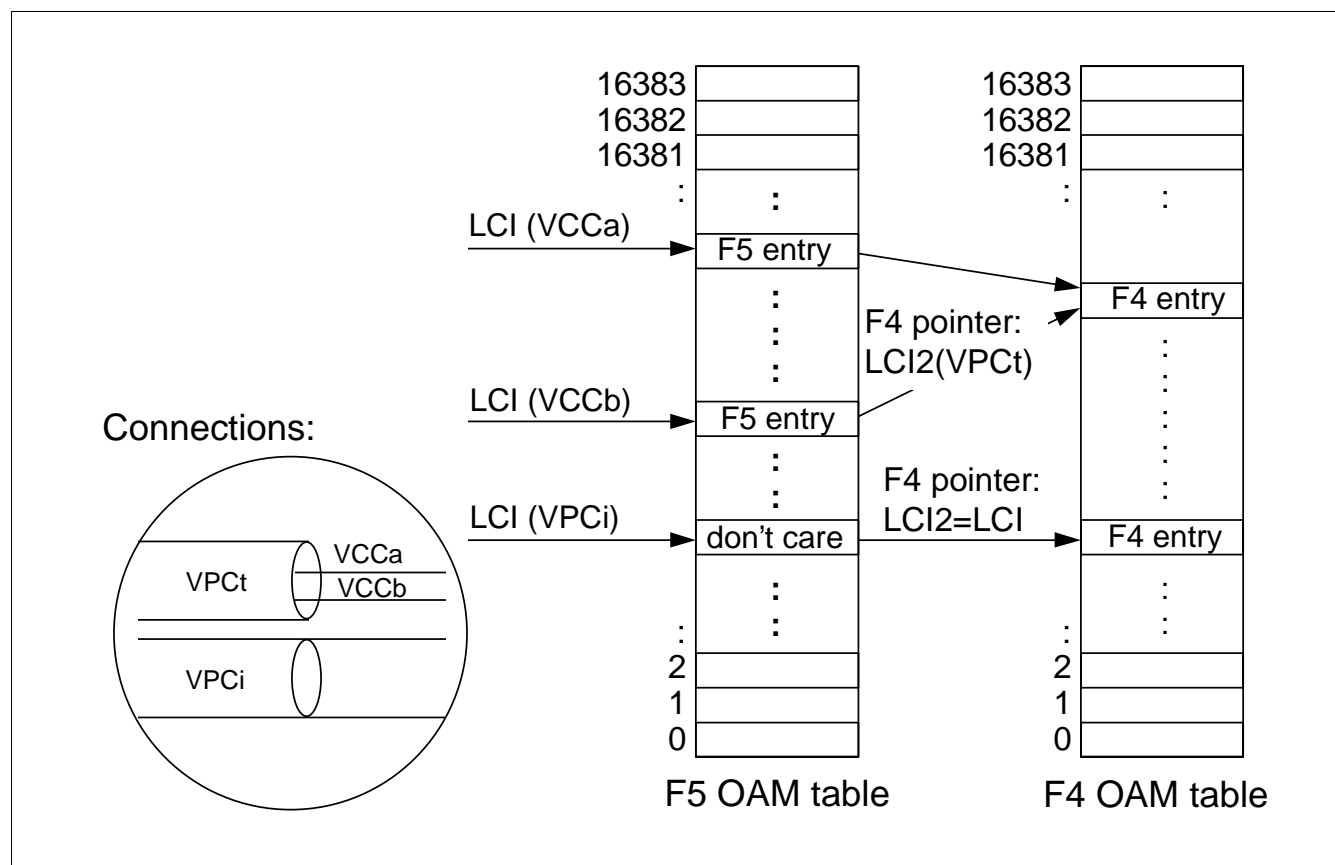 16383
16382
16381
:
:
LCI (VCCa)
F5 entry
:
:
:
LCI (VCCb)
F5 entry
:
:
LCI (VPCi)
don't care
:
:
:
2
1
0
F5 OAM table
F4 pointer:
LCI2(VPCt)
F4 pointer:
LCI2=LCI
16383
16382
16381
:
:
F4 entry
:
:
:
:
:
F4 entry
:
:
:
2
1
0
F4 OAM table
Connections:
VPCt
VCCa
VCCb
VPCi